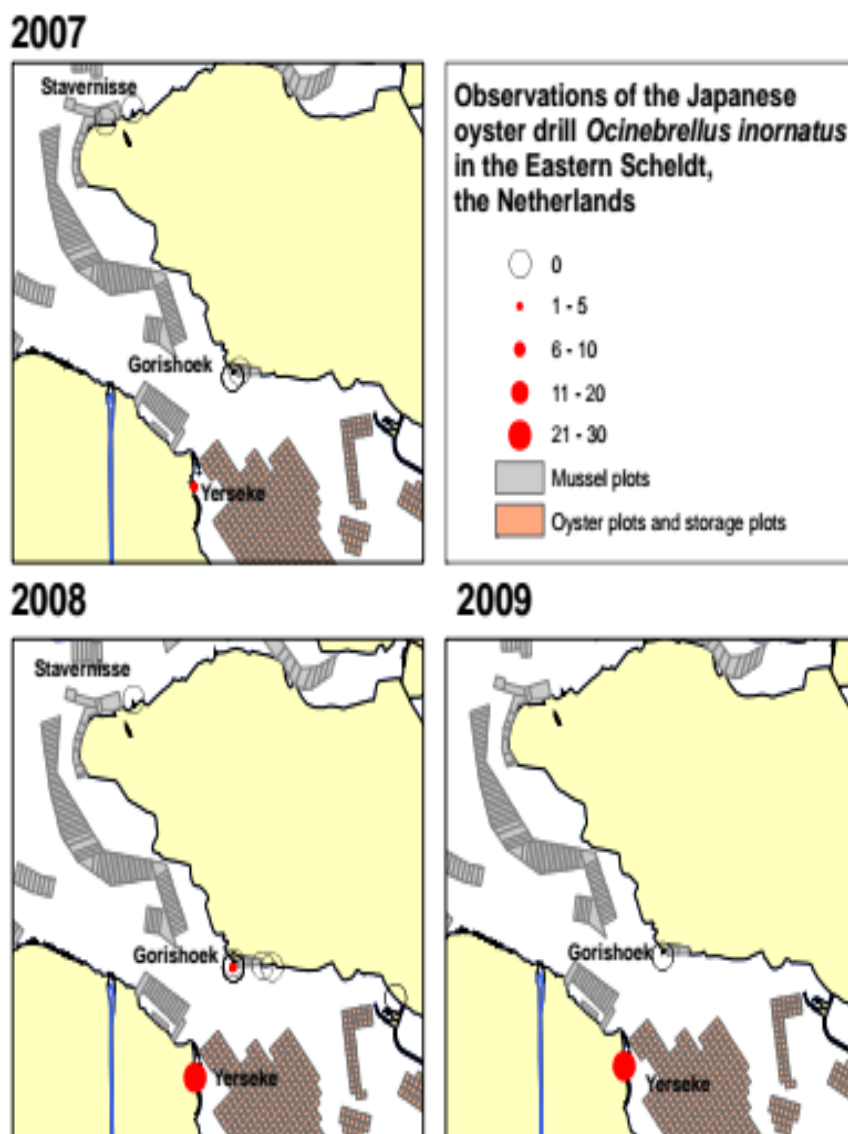 2007
Stavernisse
Gorishoek
Yerseke
Observations of the Japanese
oyster drill Ocinebrellus inornatus
in the Eastern Scheldt,
the Netherlands
0
1 - 5
6 - 10
11 - 20
21 - 30
Mussel plots
Oyster plots and storage plots
2008
Stavernisse
Gorishoek
Yerseke
2009
Gorishoek
Yerseke